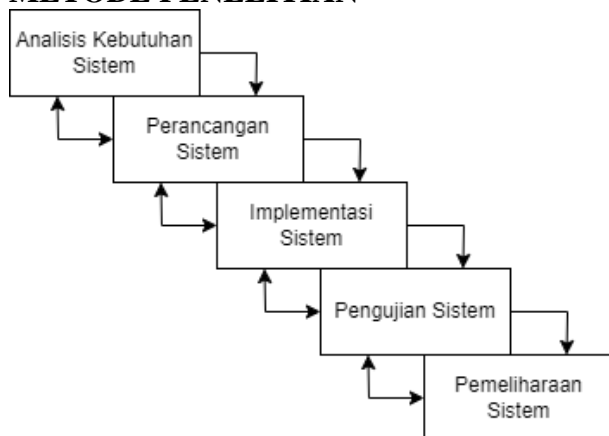 METODE PENELITIAN
Analisis Kebutuhan
Sistem
Perancangan
Sistem
Implementasi
Sistem
Pengujian Sistem
Pemeliharaan
Sistem